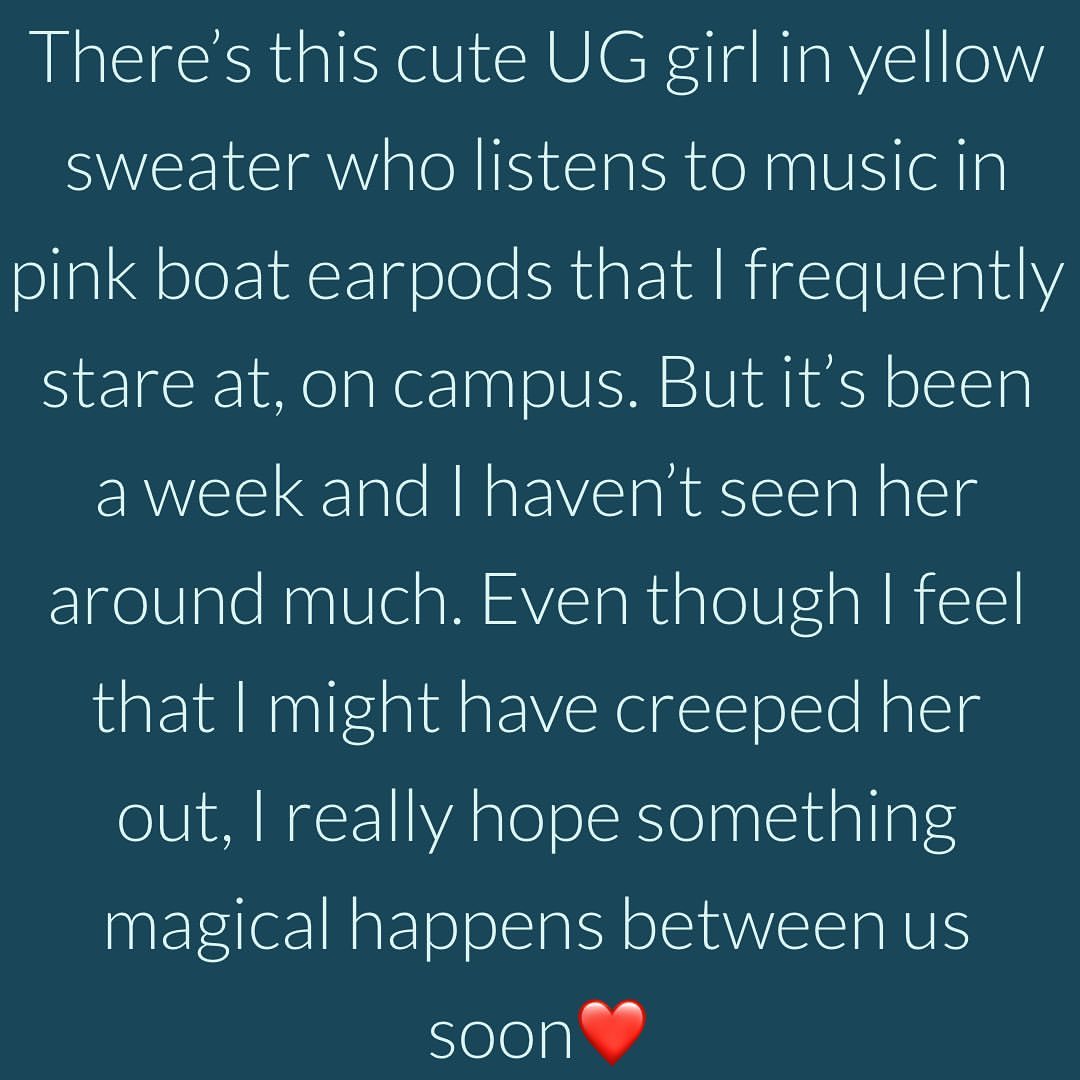 There’s this cute UG girl in yellow
sweater who listens to music in
pink boat earpods that I frequently
stare at, on campus. But it’s been
a week and I haven’t seen her
around much. Even though I feel
that I might have creeped her
out, I really hope something
magical happens between us
soon❤️